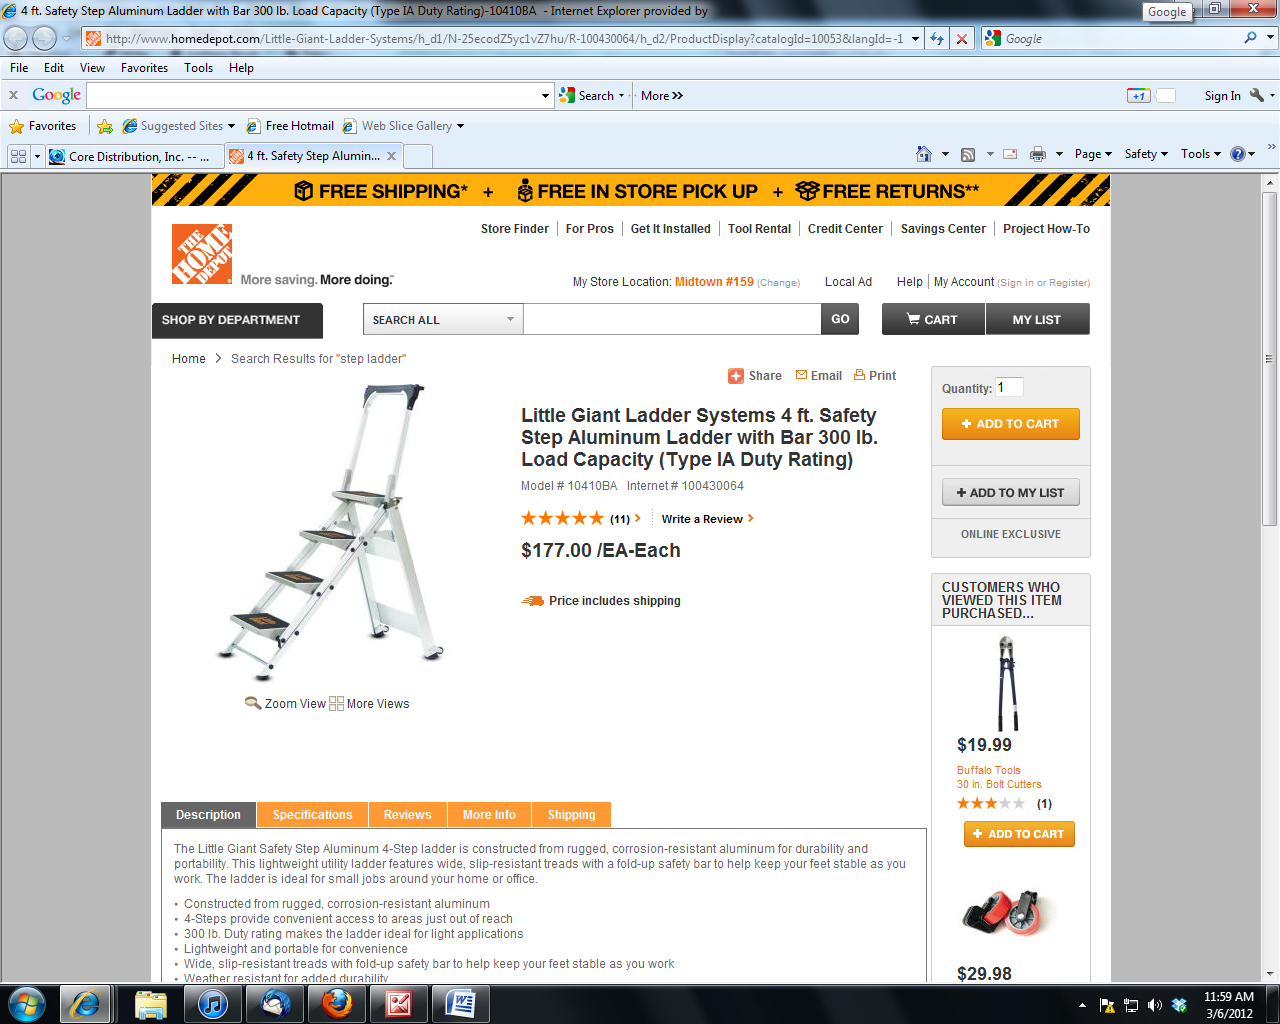 4 ft. Safety Step Aluminum Ladder with Bar 300 lb. Load Capacity (Type IA Duty Rating)-10410BA - Internet Explorer provided by
Google
http://www.homedepot.com/Little-Giant-Ladder-Systems/h_d1/N-25ecodZ5yc1vZ7hu/R-100430064/h_d2/ProductDisplay?catalogId=10053&langId=-1
Google
File Edit View Favorites Tools Help
x Google Search More »
+1 Sign In
Favorites Suggested Sites Free Hotmail Web Slice Gallery
Core Distribution, Inc. -- ... 4 ft. Safety Step Alumin... X
Page Safety Tools
FREE SHIPPING* + FREE IN STORE PICK UP + FREE RETURNS**
Store Finder For Pros Get It Installed Tool Rental Credit Center Savings Center Project How-To
THE HOME DEPOT
More saving. More doing.™
My Store Location: Midtown #159 (Change) Local Ad Help My Account (Sign in or Register)
SHOP BY DEPARTMENT SEARCH ALL GO CART MY LIST
Home > Search Results for "step ladder"
Share Email Print
Little Giant Ladder Systems 4 ft. Safety
Step Aluminum Ladder with Bar 300 lb.
Load Capacity (Type IA Duty Rating)
Model # 10410BA Internet # 100430064
(11) Write a Review
$177.00 /EA-Each
Price includes shipping
Zoom View More Views
Quantity: 1
+ ADD TO CART
+ ADD TO MY LIST
ONLINE EXCLUSIVE
CUSTOMERS WHO
VIEWED THIS ITEM
PURCHASED...
$19.99
Buffalo Tools
30 in. Bolt Cutters
(1)
+ ADD TO CART
$29.98
Description Specifications Reviews More Info Shipping
The Little Giant Safety Step Aluminum 4-Step ladder is constructed from rugged, corrosion-resistant aluminum for durability and
portability. This lightweight utility ladder features wide, slip-resistant treads with a fold-up safety bar to help keep your feet stable as you
work. The ladder is ideal for small jobs around your home or office.
• Constructed from rugged, corrosion-resistant aluminum
• 4-Steps provide convenient access to areas just out of reach
• 300 lb. Duty rating makes the ladder ideal for light applications
• Lightweight and portable for convenience
• Wide, slip-resistant treads with fold-up safety bar to help keep your feet stable as you work
• Weather resistant for added durability
11:59 AM
3/6/2012